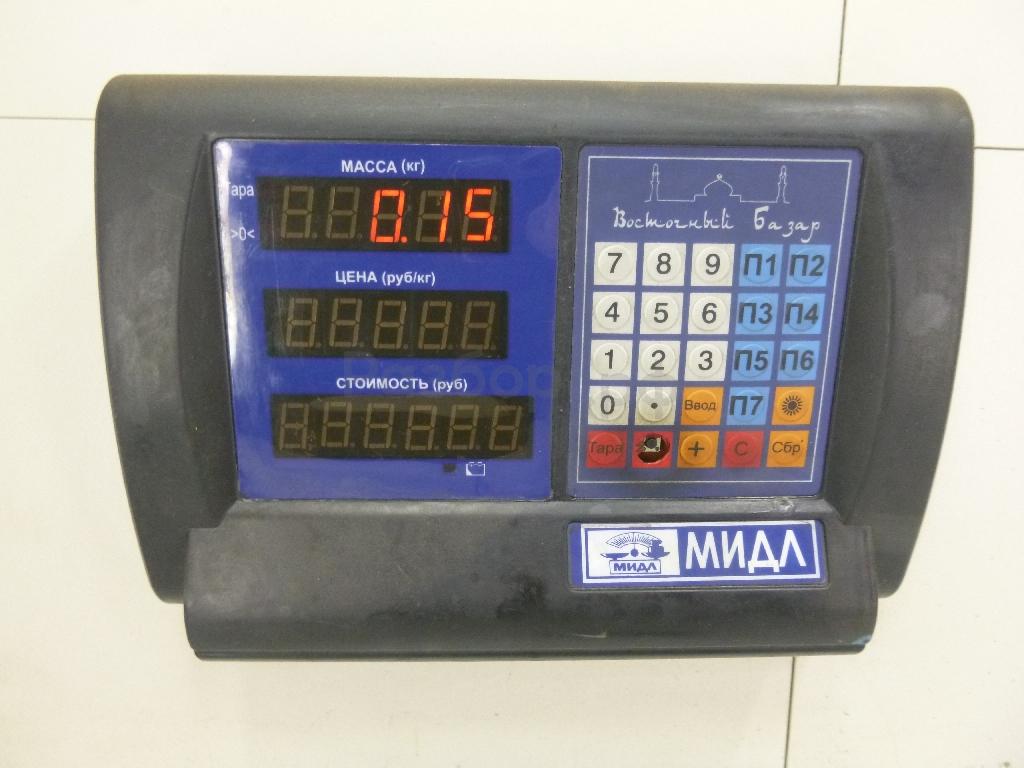 МАССА (кг)
Тара
0.15
>0<
ЦЕНА (руб/кг)
СТОИМОСТЬ (руб)
Восточный Базар
7 8 9 П1 П2
4 5 6 П3 П4
1 2 3 П5 П6
0 . Ввод П7
Тара + С Сбр
МИДЛ
МИДЛ